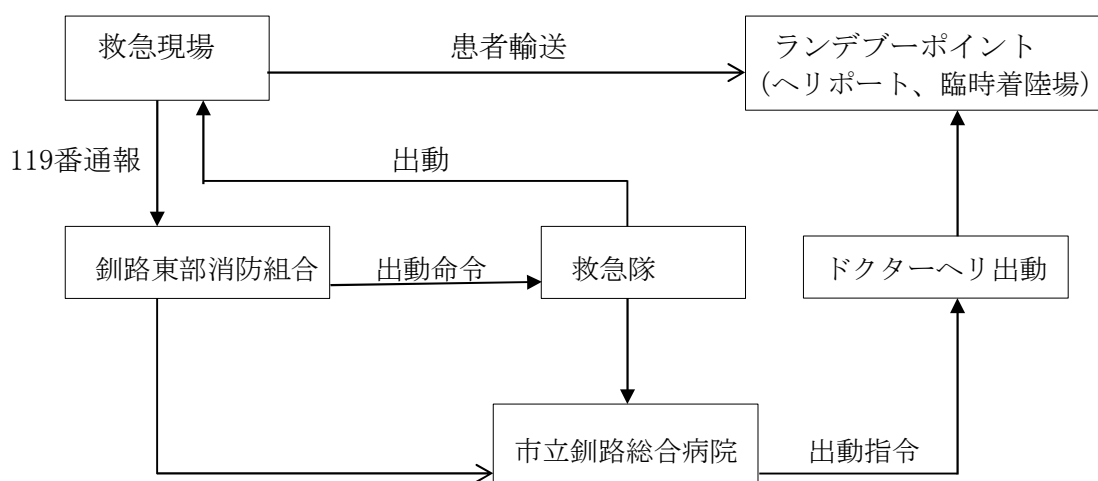 救急現場
患者輸送
ランデブーポイント
(ヘリポート、臨時着陸場)
119番通報
出動
釧路東部消防組合
出動命令
救急隊
ドクターヘリ出動
市立釧路総合病院
出動指令